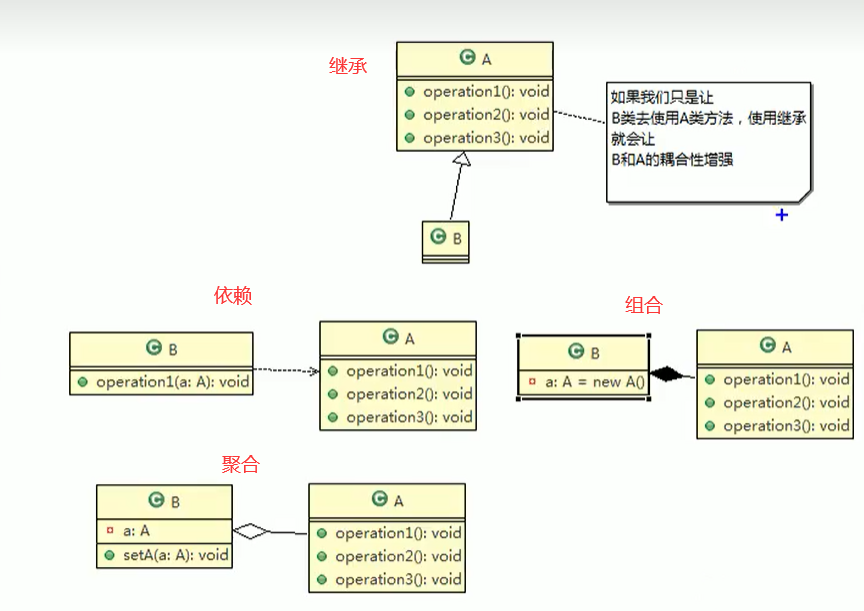 继承
A
operation1(): void
operation2(): void
operation3(): void
如果我们只是让
B类去使用A类方法，使用继承
就会让
B和A的耦合性增强
B
依赖
B
operation1(a: A): void
A
operation1(): void
operation2(): void
operation3(): void
组合
B
a: A = new A()
A
operation1(): void
operation2(): void
operation3(): void
聚合
B
a: A
setA(a: A): void
A
operation1(): void
operation2(): void
operation3(): void